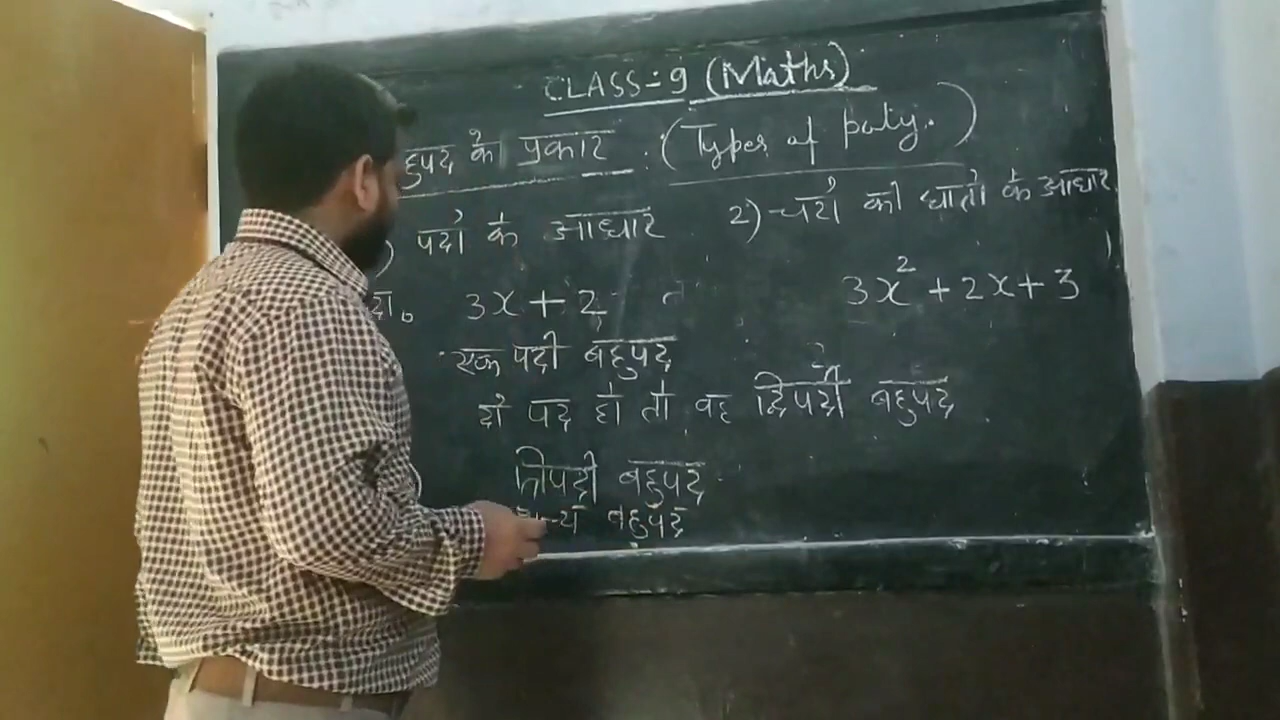 CLASS-9 (Maths)
हुपद के प्रकार (Types of poly.)
पदों के आधार 2) चरों की घातों के आधार
3x + 2 3x² + 2x + 3
एक पदी बहुपद
दो पद हो तो वह द्विपदी बहुपद
त्रिपदी बहुपद
बहुपद